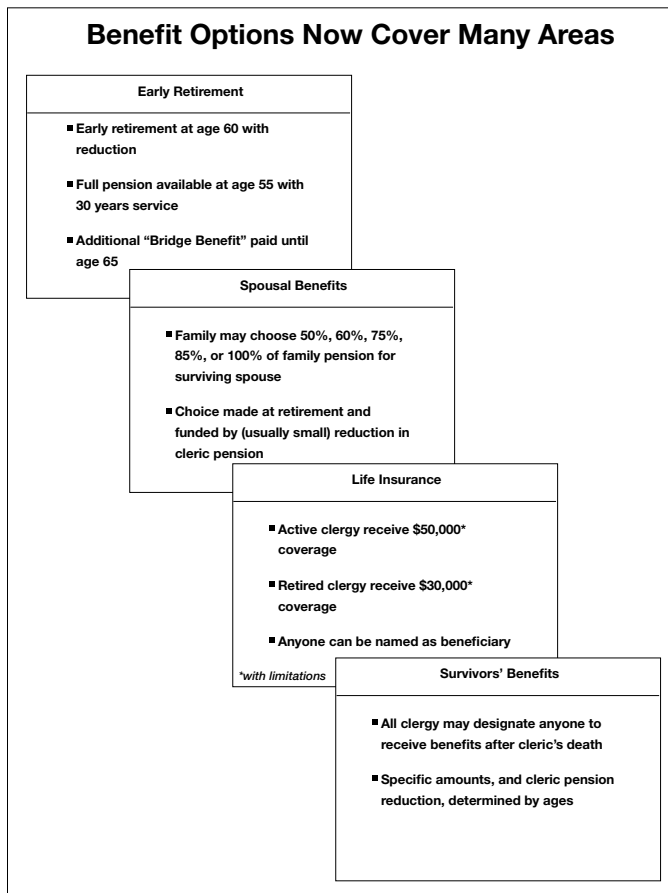 Benefit Options Now Cover Many Areas
Early Retirement
■ Early retirement at age 60 with
reduction
■ Full pension available at age 55 with
30 years service
■ Additional “Bridge Benefit” paid until
age 65
Spousal Benefits
■ Family may choose 50%, 60%, 75%,
85%, or 100% of family pension for
surviving spouse
■ Choice made at retirement and
funded by (usually small) reduction in
cleric pension
Life Insurance
■ Active clergy receive $50,000*
coverage
■ Retired clergy receive $30,000*
coverage
■ Anyone can be named as beneficiary
*with limitations
Survivors’ Benefits
■ All clergy may designate anyone to
receive benefits after cleric’s death
■ Specific amounts, and cleric pension
reduction, determined by ages